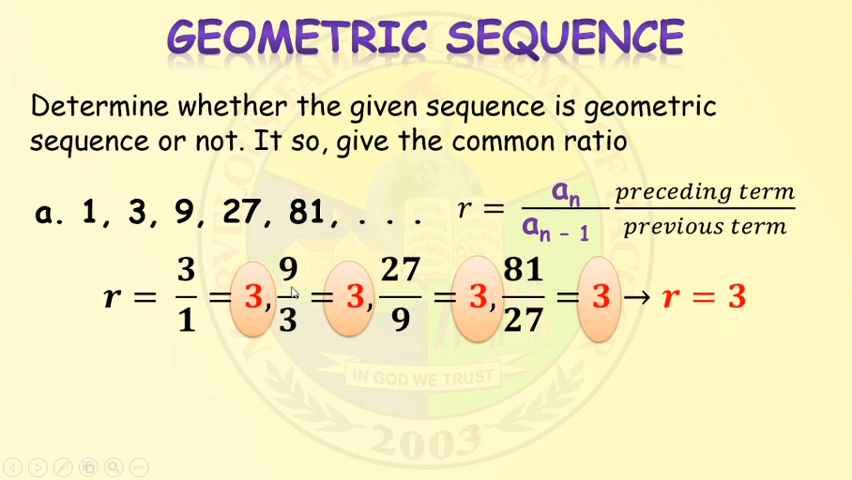 GEOMETRIC SEQUENCE
Determine whether the given sequence is geometric
sequence or not. It so, give the common ratio
a. 1, 3, 9, 27, 81, . . .
r = aₙ/aₙ ₋ ₁ preceding term/previous term
r = 3/1 = 3, 9/3 = 3, 27/9 = 3, 81/27 = 3 → r = 3
IN GOD WE TRUST
2003